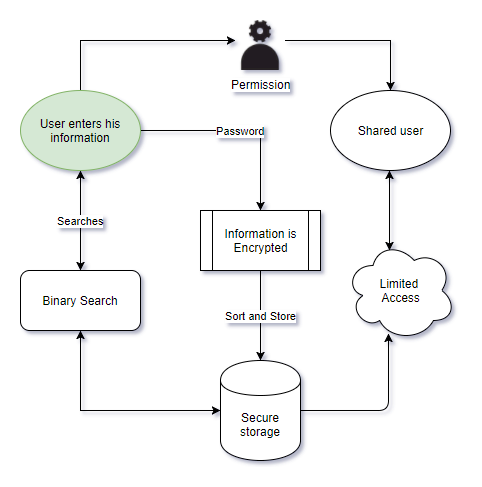 Permission
User enters his
information
Password
Shared user
Searches
Information is
Encrypted
Binary Search
Limited
Access
Sort and Store
Secure
storage